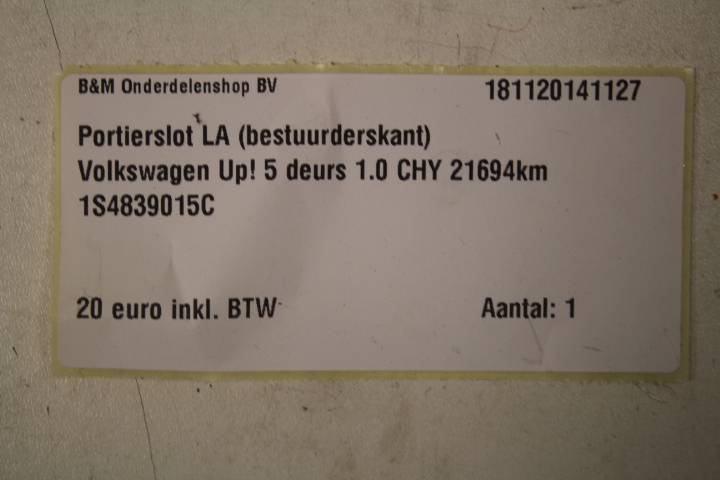 B&M Onderdelenshop BV 181120141127
Portierslot LA (bestuurderskant)
Volkswagen Up! 5 deurs 1.0 CHY 21694km
1S4839015C
20 euro inkl. BTW Aantal: 1